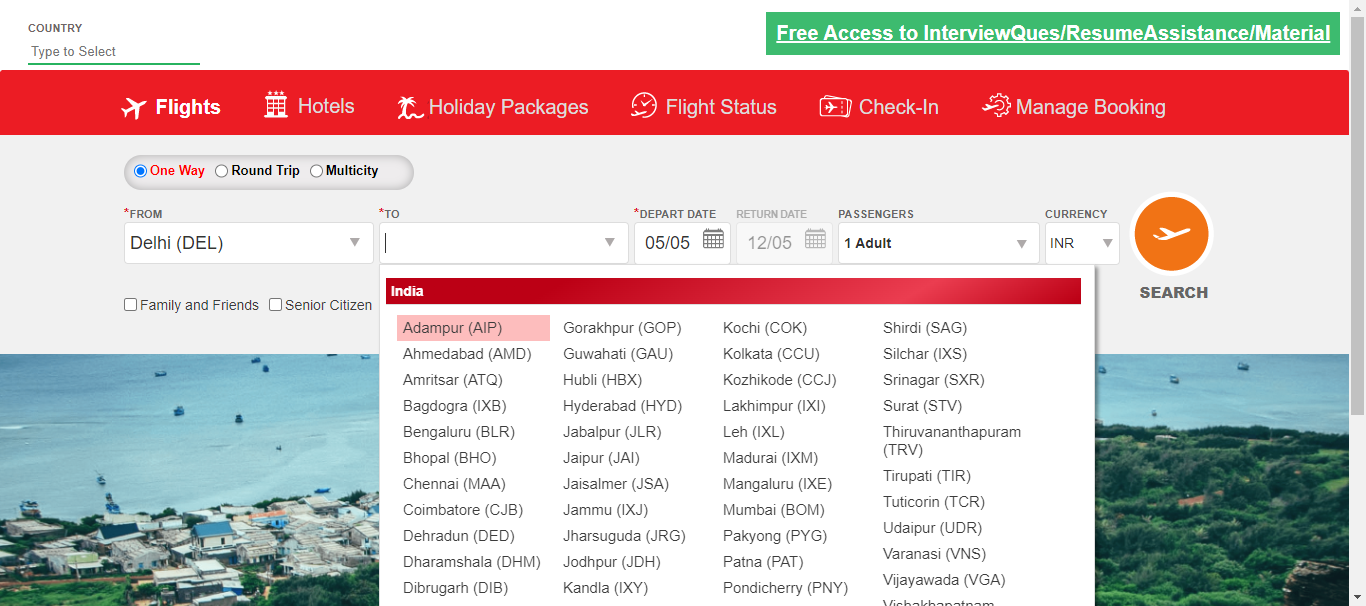 COUNTRY
Type to Select
Free Access to InterviewQues/ResumeAssistance/Material
Flights
Hotels
Holiday Packages
Flight Status
Check-In
Manage Booking
One Way
Round Trip
Multicity
*FROM
*TO
*DEPART DATE
RETURN DATE
PASSENGERS
CURRENCY
Delhi (DEL)
05/05
12/05
1 Adult
INR
SEARCH
Family and Friends
Senior Citizen
India
Adampur (AIP)
Ahmedabad (AMD)
Amritsar (ATQ)
Bagdogra (IXB)
Bengaluru (BLR)
Bhopal (BHO)
Chennai (MAA)
Coimbatore (CJB)
Dehradun (DED)
Dharamshala (DHM)
Dibrugarh (DIB)
Gorakhpur (GOP)
Guwahati (GAU)
Hubli (HBX)
Hyderabad (HYD)
Jabalpur (JLR)
Jaipur (JAI)
Jaisalmer (JSA)
Jammu (IXJ)
Jharsuguda (JRG)
Jodhpur (JDH)
Kandla (IXY)
Kochi (COK)
Kolkata (CCU)
Kozhikode (CCJ)
Lakhimpur (IXI)
Leh (IXL)
Madurai (IXM)
Mangaluru (IXE)
Mumbai (BOM)
Pakyong (PYG)
Patna (PAT)
Pondicherry (PNY)
Shirdi (SAG)
Silchar (IXS)
Srinagar (SXR)
Surat (STV)
Thiruvananthapuram
(TRV)
Tirupati (TIR)
Tuticorin (TCR)
Udaipur (UDR)
Varanasi (VNS)
Vijayawada (VGA)
Vishakhapatnam